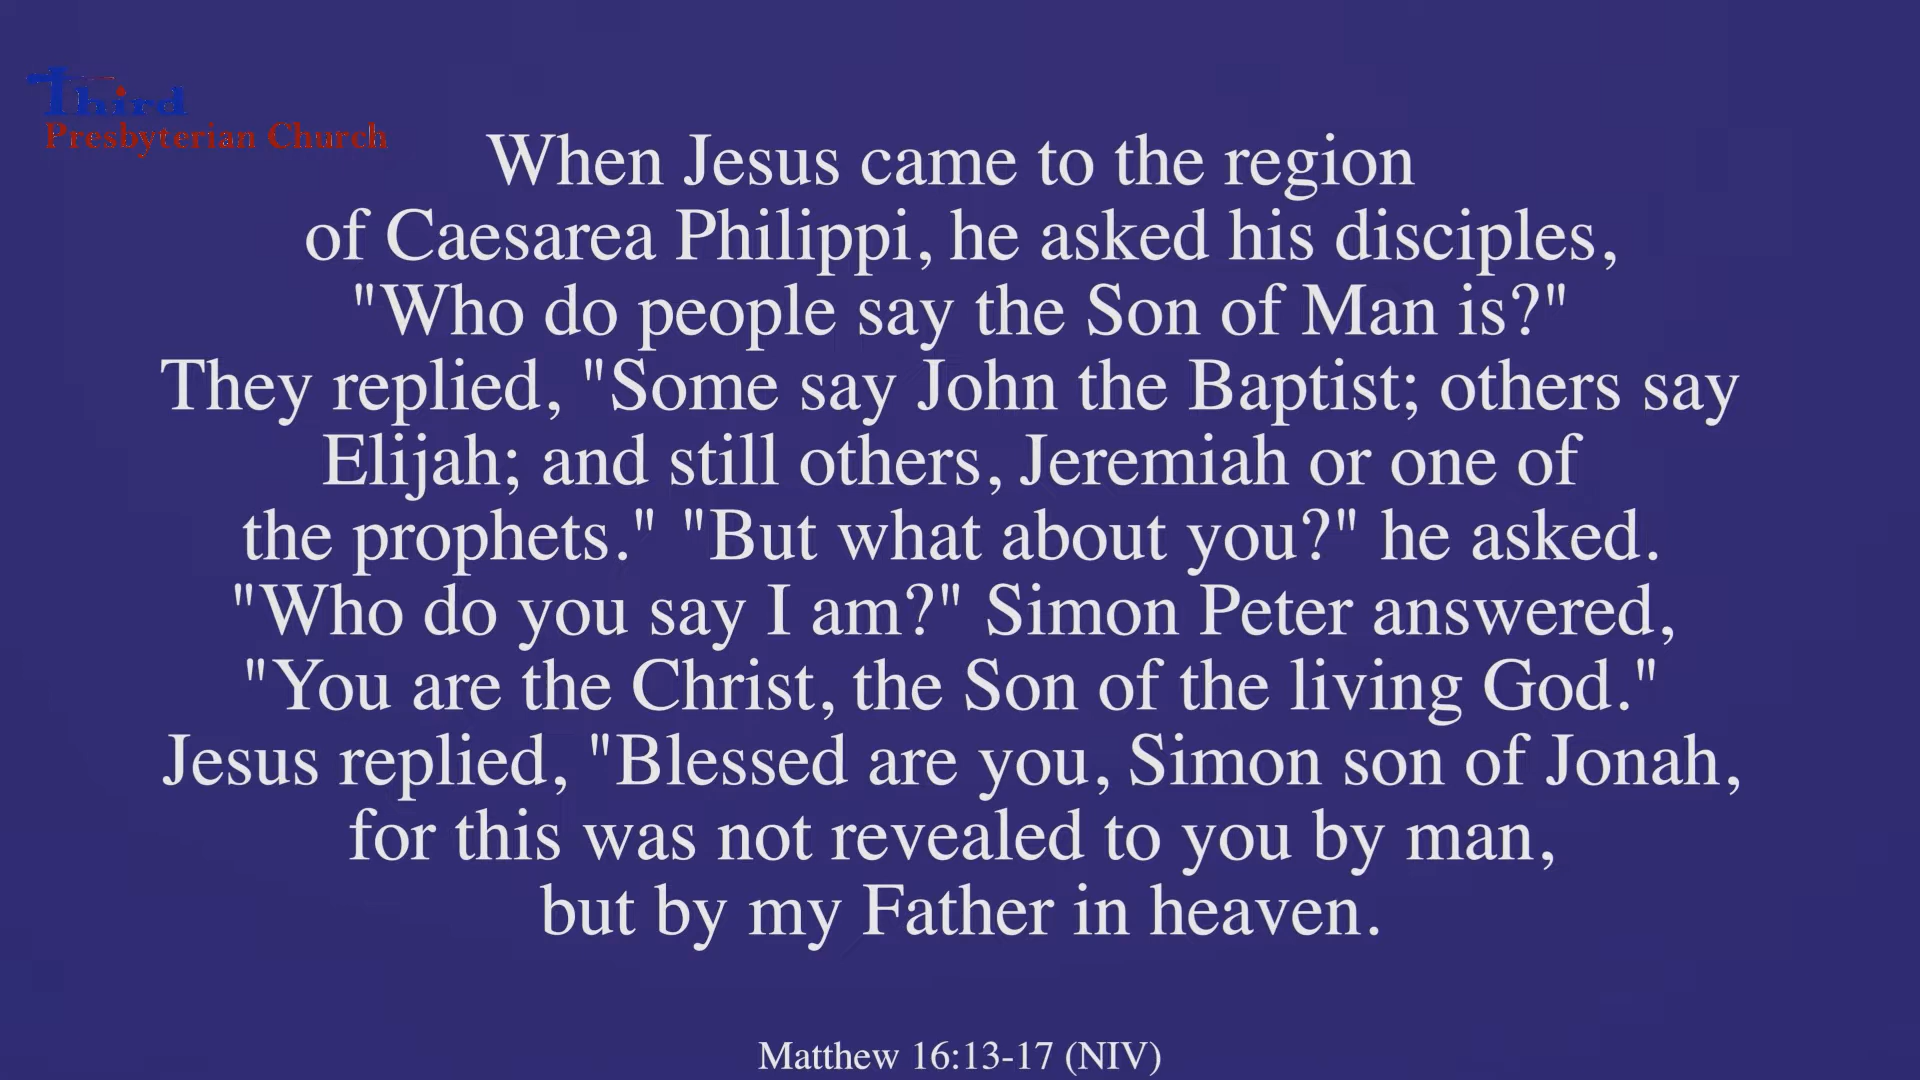 Third
Presbyterian Church
When Jesus came to the region
of Caesarea Philippi, he asked his disciples,
"Who do people say the Son of Man is?"
They replied, "Some say John the Baptist; others say
Elijah; and still others, Jeremiah or one of
the prophets." "But what about you?" he asked.
"Who do you say I am?" Simon Peter answered,
"You are the Christ, the Son of the living God."
Jesus replied, "Blessed are you, Simon son of Jonah,
for this was not revealed to you by man,
but by my Father in heaven.
Matthew 16:13-17 (NIV)